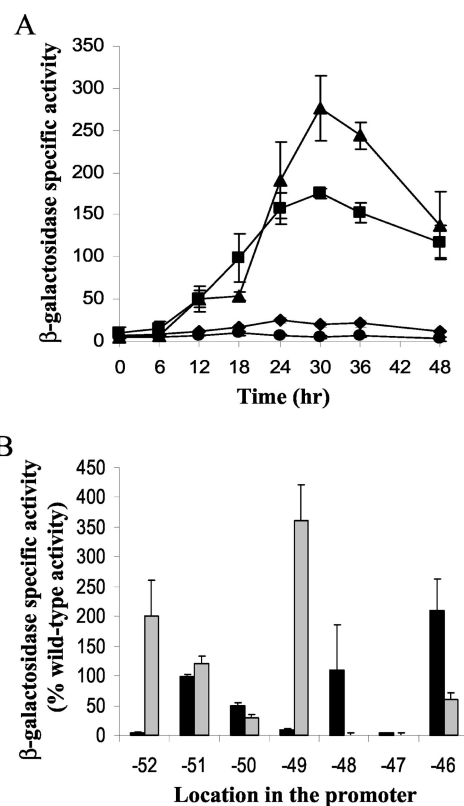 A
β-galactosidase specific activity
350
300
250
200
150
100
50
0
0 6 12 18 24 30 36 42 48
Time (hr)
B
β-galactosidase specific activity
(% wild-type activity)
450
400
350
300
250
200
150
100
50
0
-52 -51 -50 -49 -48 -47 -46
Location in the promoter